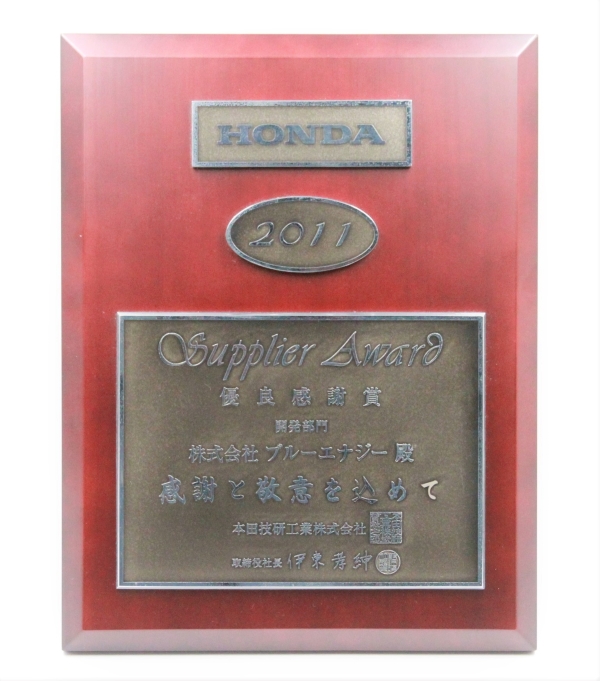 HONDA
2011
Supplier Award
優良感謝賞
開発部門
株式会社 ブルーエナジー 殿
感謝と敬意を込めて
本田技研工業株式会社
取締役社長 伊東孝紳